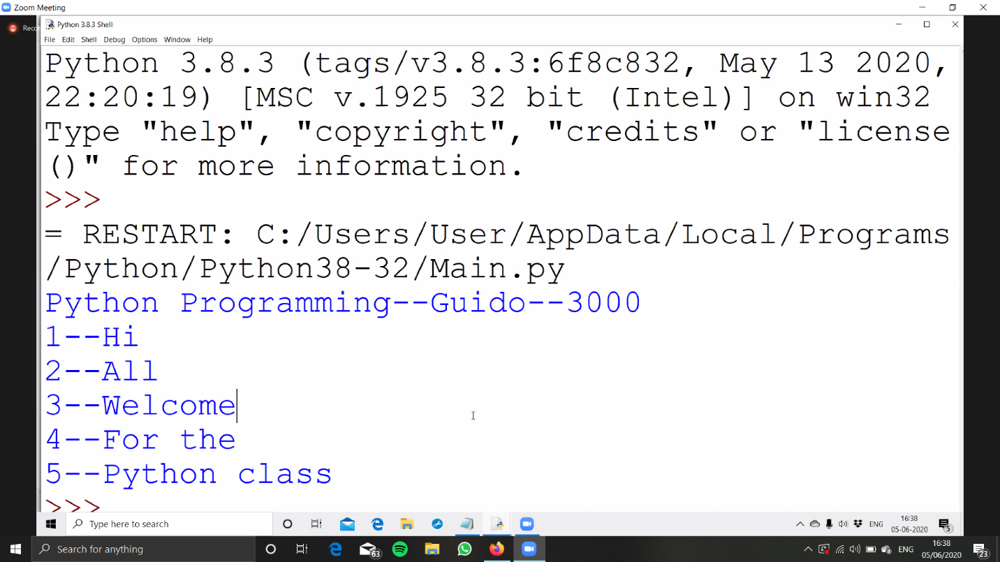 Zoom Meeting
Recor
Python 3.8.3 Shell
File Edit Shell Debug Options Window Help
Python 3.8.3 (tags/v3.8.3:6f8c832, May 13 2020,
22:20:19) [MSC v.1925 32 bit (Intel)] on win32
Type "help", "copyright", "credits" or "license
()" for more information.
>>>
= RESTART: C:/Users/User/AppData/Local/Programs
/Python/Python38-32/Main.py
Python Programming--Guido--3000
1--Hi
2--All
3--Welcome
4--For the
5--Python class
>>>
Type here to search
ENG
16:38
05-06-2020
5
Search for anything
63
ENG
16:38
05/06/2020
23